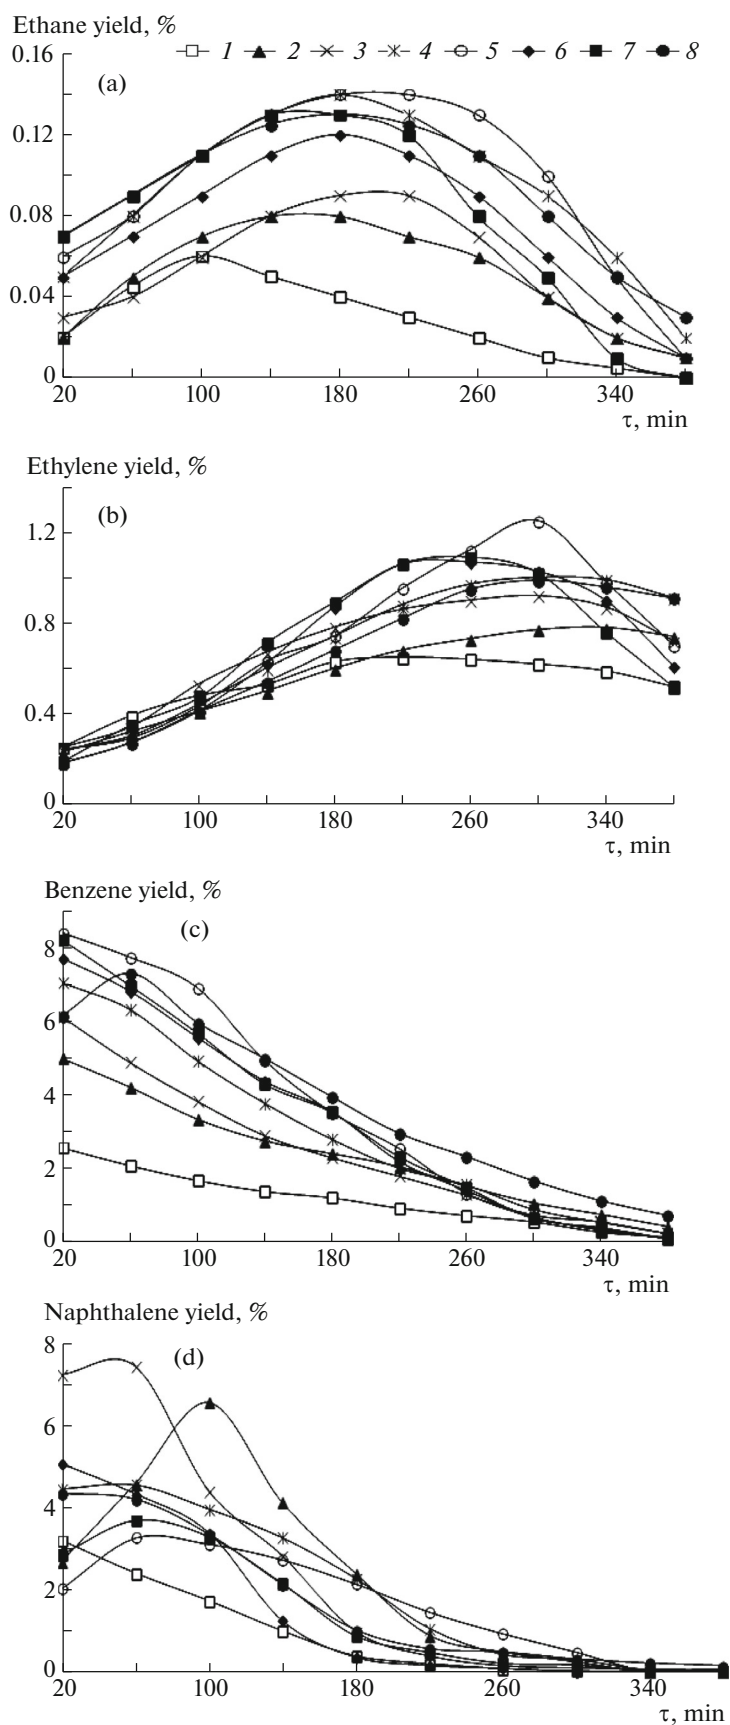 Ethane yield, %
0.16
1 2 3 4 5 6 7 8
(a)
0.12
0.08
0.04
0
20 100 180 260 340
τ, min
Ethylene yield, %
(b)
1.2
0.8
0.4
0
20 100 180 260 340
τ, min
Benzene yield, %
(c)
8
6
4
2
0
20 100 180 260 340
τ, min
Naphthalene yield, %
8
(d)
6
4
2
0
20 100 180 260 340
τ, min